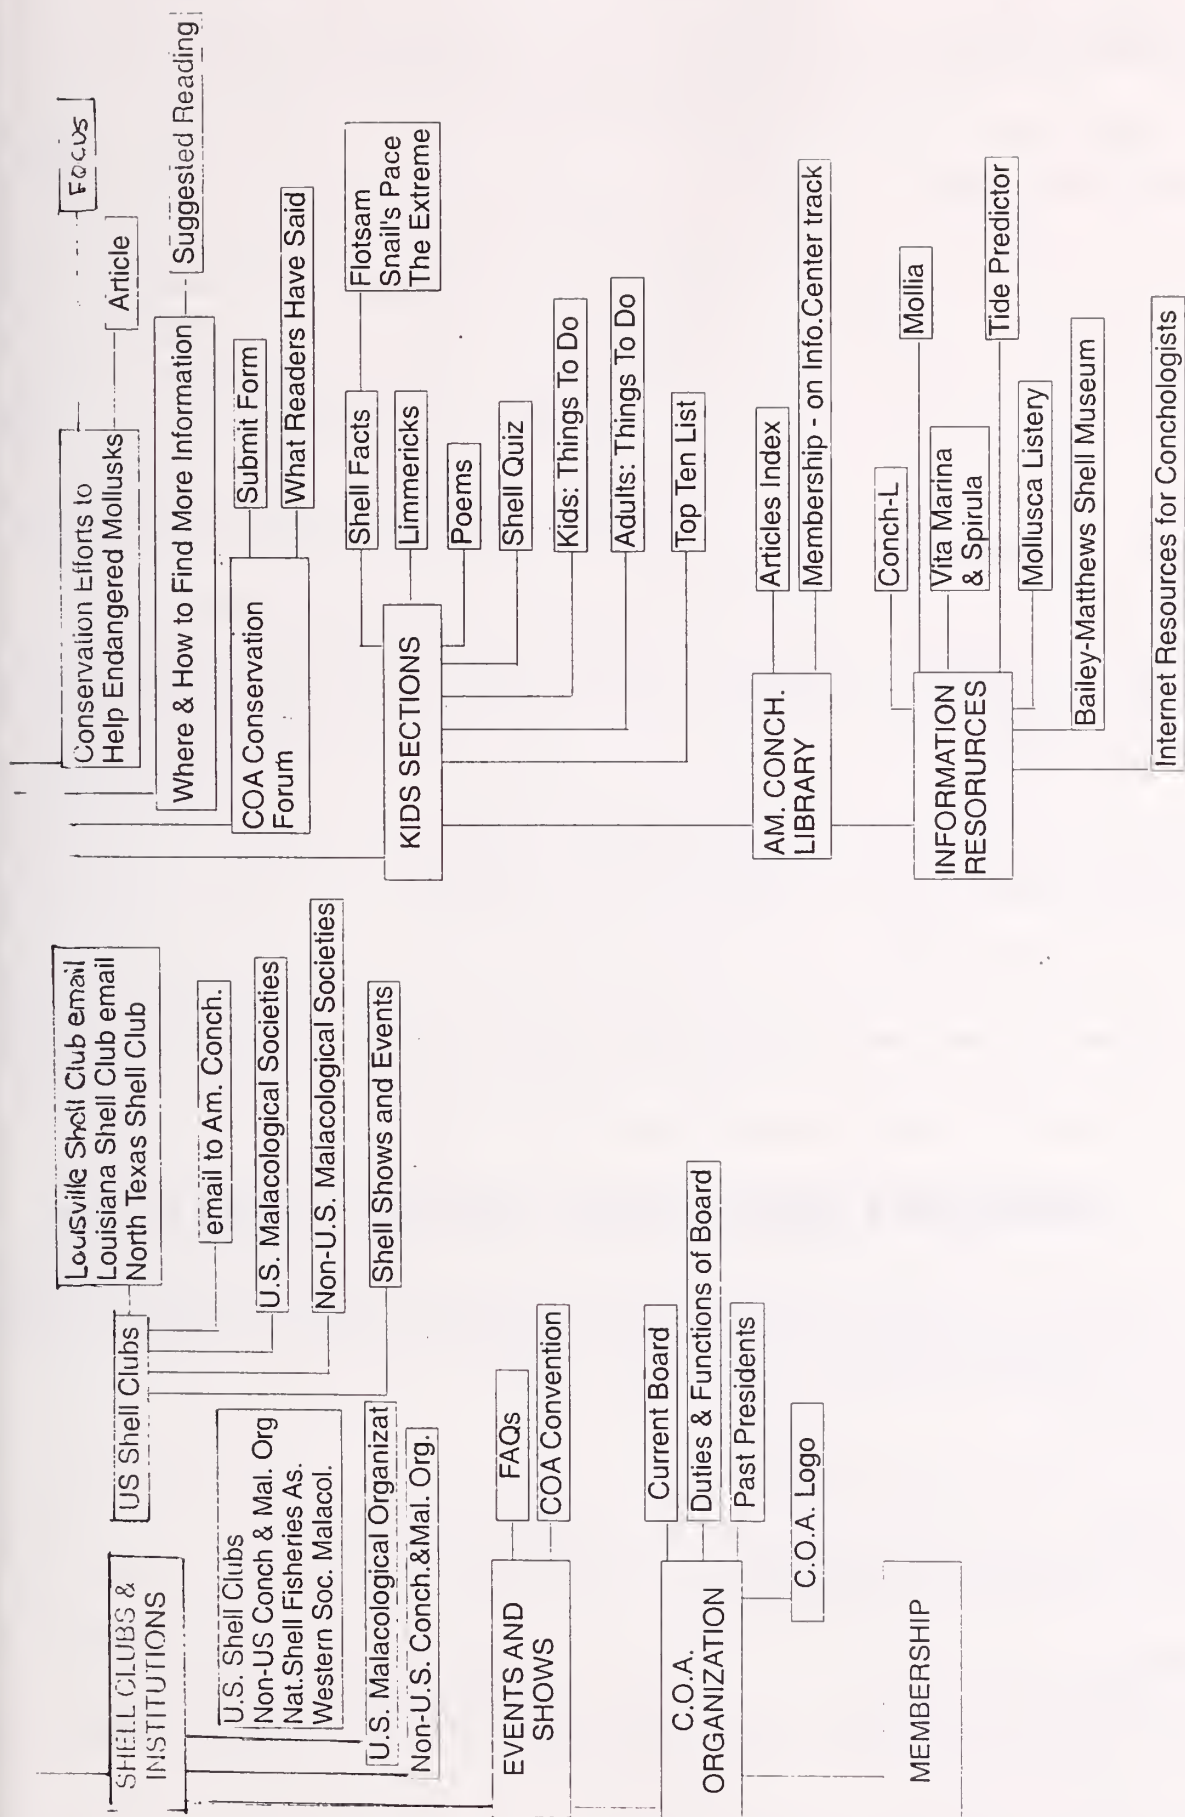 SHELL CLUBS &
INSTITUTIONS
U.S. Shell Clubs
Non-US Conch & Mal. Org
Nat.Shell Fisheries As.
Western Soc. Malacol.
U.S. Malacological Organizat
Non-U.S. Conch.&Mal. Org.
US Shell Clubs
Louisville Shell Club email
Louisiana Shell Club email
North Texas Shell Club
email to Am. Conch.
U.S. Malacological Societies
Non-U.S. Malacological Societies
Shell Shows and Events
EVENTS AND
SHOWS
FAQs
COA Convention
C.O.A.
ORGANIZATION
Current Board
Duties & Functions of Board
Past Presidents
C.O.A. Logo
MEMBERSHIP
Conservation Efforts to
Help Endangered Mollusks
Focus
Article
Where & How to Find More Information
Suggested Reading
COA Conservation
Forum
Submit Form
What Readers Have Said
KIDS SECTIONS
Shell Facts
Flotsam
Snail's Pace
The Extreme
Limmericks
Poems
Shell Quiz
Kids: Things To Do
Adults: Things To Do
Top Ten List
AM. CONCH.
LIBRARY
Articles Index
Membership - on Info.Center track
INFORMATION
RESORURCES
Conch-L
Mollia
Vita Marina
& Spirula
Tide Predictor
Mollusca Listery
Bailey-Matthews Shell Museum
Internet Resources for Conchologists